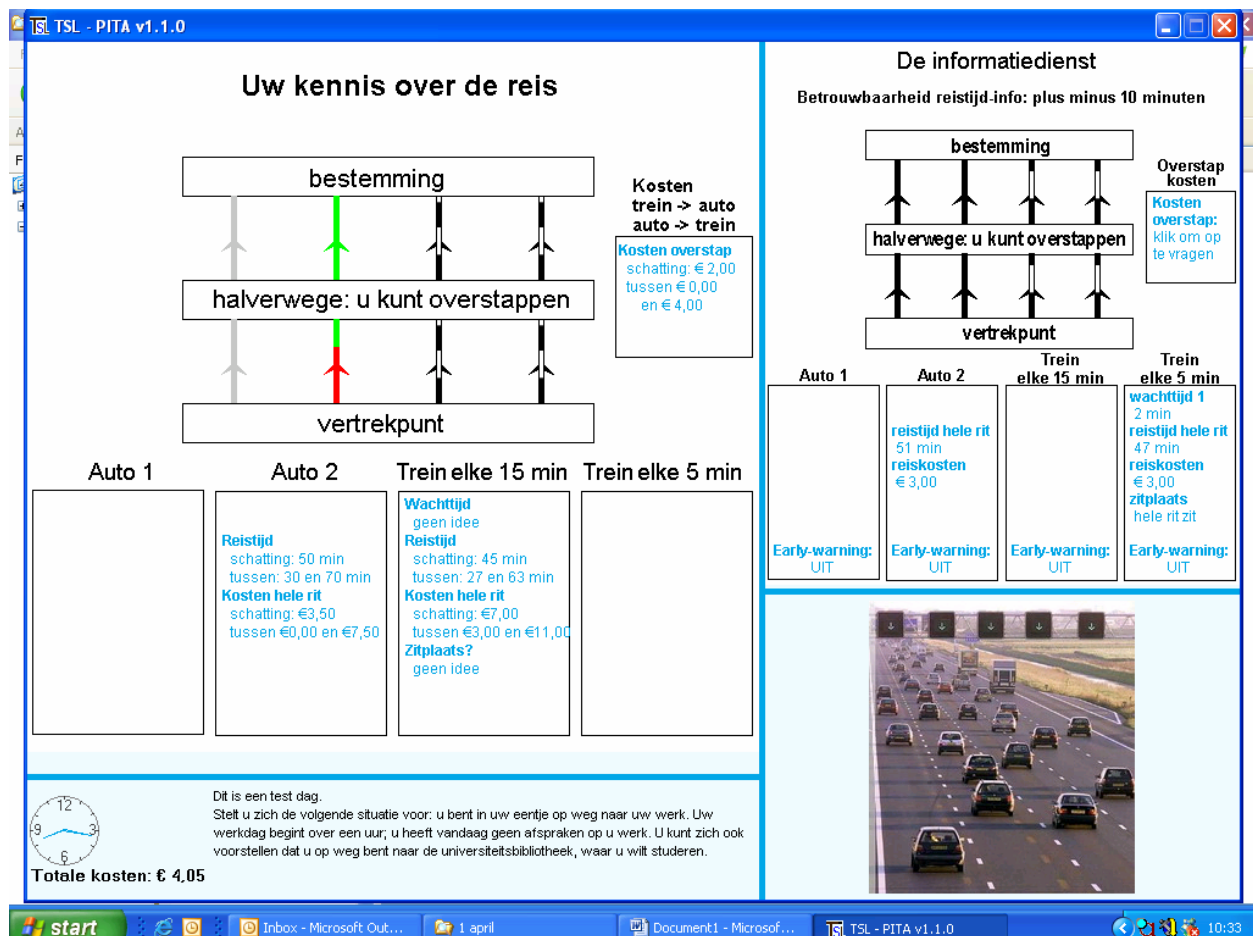 TSL - PITA v1.1.0
Uw kennis over de reis
bestemming
halverwege: u kunt overstappen
vertrekpunt
Kosten
trein -> auto
auto -> trein
Kosten overstap
schatting: € 2,00
tussen € 0,00
en € 4,00
Auto 1
Auto 2
Trein elke 15 min
Trein elke 5 min
Reistijd
schatting: 50 min
tussen: 30 en 70 min
Kosten hele rit
schatting: €3,50
tussen €0,00 en €7,50
Wachttijd
geen idee
Reistijd
schatting: 45 min
tussen: 27 en 63 min
Kosten hele rit
schatting: €7,00
tussen €3,00 en €11,00
Zitplaats?
geen idee
De informatiedienst
Betrouwbaarheid reistijd-info: plus minus 10 minuten
bestemming
halverwege: u kunt overstappen
vertrekpunt
Overstap
kosten
Kosten
overstap:
klik om op
te vragen
Auto 1
Auto 2
Trein
elke 15 min
Trein
elke 5 min
Early-warning:
UIT
reistijd hele rit
51 min
reiskosten
€ 3,00
Early-warning:
UIT
Early-warning:
UIT
wachttijd 1
2 min
reistijd hele rit
47 min
reiskosten
€ 3,00
zitplaats
hele rit zit
Early-warning:
UIT
12
9
3
6
Totale kosten: € 4,05
Dit is een test dag.
Stelt u zich de volgende situatie voor: u bent in uw eentje op weg naar uw werk. Uw
werkdag begint over een uur; u heeft vandaag geen afspraken op u werk. U kunt zich ook
voorstellen dat u op weg bent naar de universiteitsbibliotheek, waar u wilt studeren.
start
Inbox - Microsoft Out...
1 april
Document1 - Microsof...
TSL - PITA v1.1.0
10:33